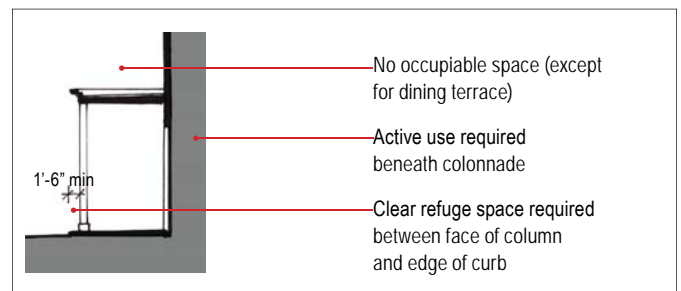 No occupiable space (except
for dining terrace)
Active use required
beneath colonnade
1'-6" min
Clear refuge space required
between face of column
and edge of curb